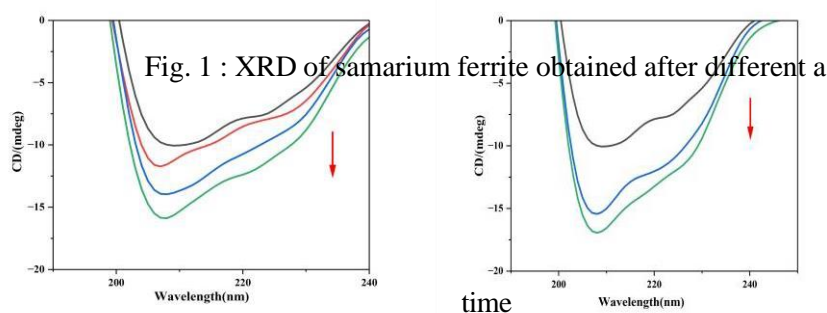 0
0
Fig. 1 : XRD of samarium ferrite obtained after different a
−5
−5
CD/(mdeg)
CD/(mdeg)
−10
−10
−15
−15
−20
−20
200
220
240
200
220
240
Wavelength(nm)
time
Wavelength(nm)